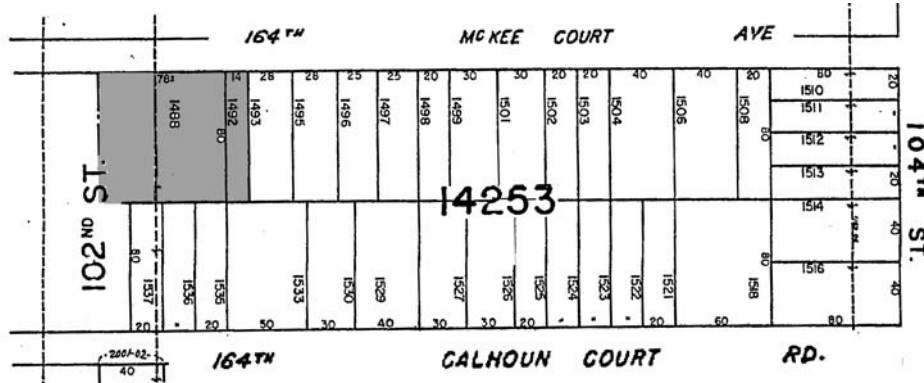 164TH McKEE COURT AVE
78± 14 28 28 25 25 20 30 30 20 20 40 40 20 80 20
1488 1492 1493 1495 1496 1497 1498 1499 1501 1502 1503 1504 1506 1508 1510
1511
80 80 1512
1513 20
102ND ST. 14253 104TH ST.
1514 40
80 80
1537 1536 1535 1533 1530 1529 1527 1526 1525 1524 1523 1522 1521 1518 1516 40
20 " 20 50 30 40 30 30 20 " " " 20 60 80
2001-02
40
164TH CALHOUN COURT RD.